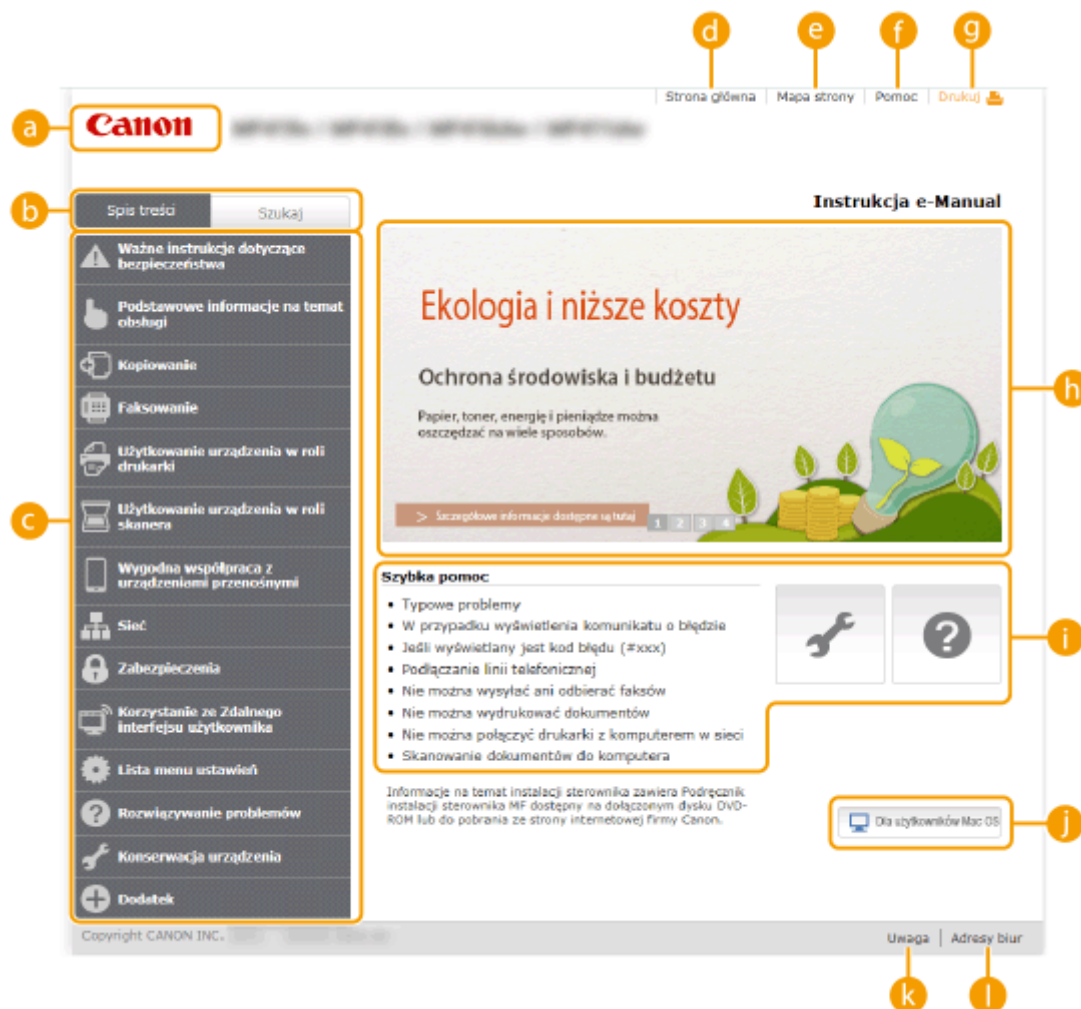 d e f g
Strona główna | Mapa strony | Pomoc | Drukuj
a
Canon
b
Spis treści Szukaj
Instrukcja e-Manual
c
Ważne instrukcje dotyczące
bezpieczeństwa
Podstawowe informacje na temat
obsługi
Kopiowanie
Faksowanie
Użytkowanie urządzenia w roli
drukarki
Użytkowanie urządzenia w roli
skanera
Wygodna współpraca z
urządzeniami przenośnymi
Sieć
Zabezpieczenia
Korzystanie ze Zdalnego
interfejsu użytkownika
Lista menu ustawień
Rozwiązywanie problemów
Konserwacja urządzenia
Dodatek
Ekologia i niższe koszty
Ochrona środowiska i budżetu
Papier, toner, energię i pieniądze można
oszczędzać na wiele sposobów.
> Szczegółowe informacje dostępne są tutaj 1 2 3 4
h
Szybka pomoc
• Typowe problemy
• W przypadku wyświetlenia komunikatu o błędzie
• Jeśli wyświetlany jest kod błędu (#xxx)
• Podłączanie linii telefonicznej
• Nie można wysyłać ani odbierać faksów
• Nie można wydrukować dokumentów
• Nie można połączyć drukarki z komputerem w sieci
• Skanowanie dokumentów do komputera
i
Informacje na temat instalacji sterownika zawiera Podręcznik
instalacji sterownika MF dostępny na dołączonym dysku DVD-
ROM lub do pobrania ze strony internetowej firmy Canon.
Dla użytkowników Mac OS
j
Copyright CANON INC.
Uwaga | Adresy biur
k l